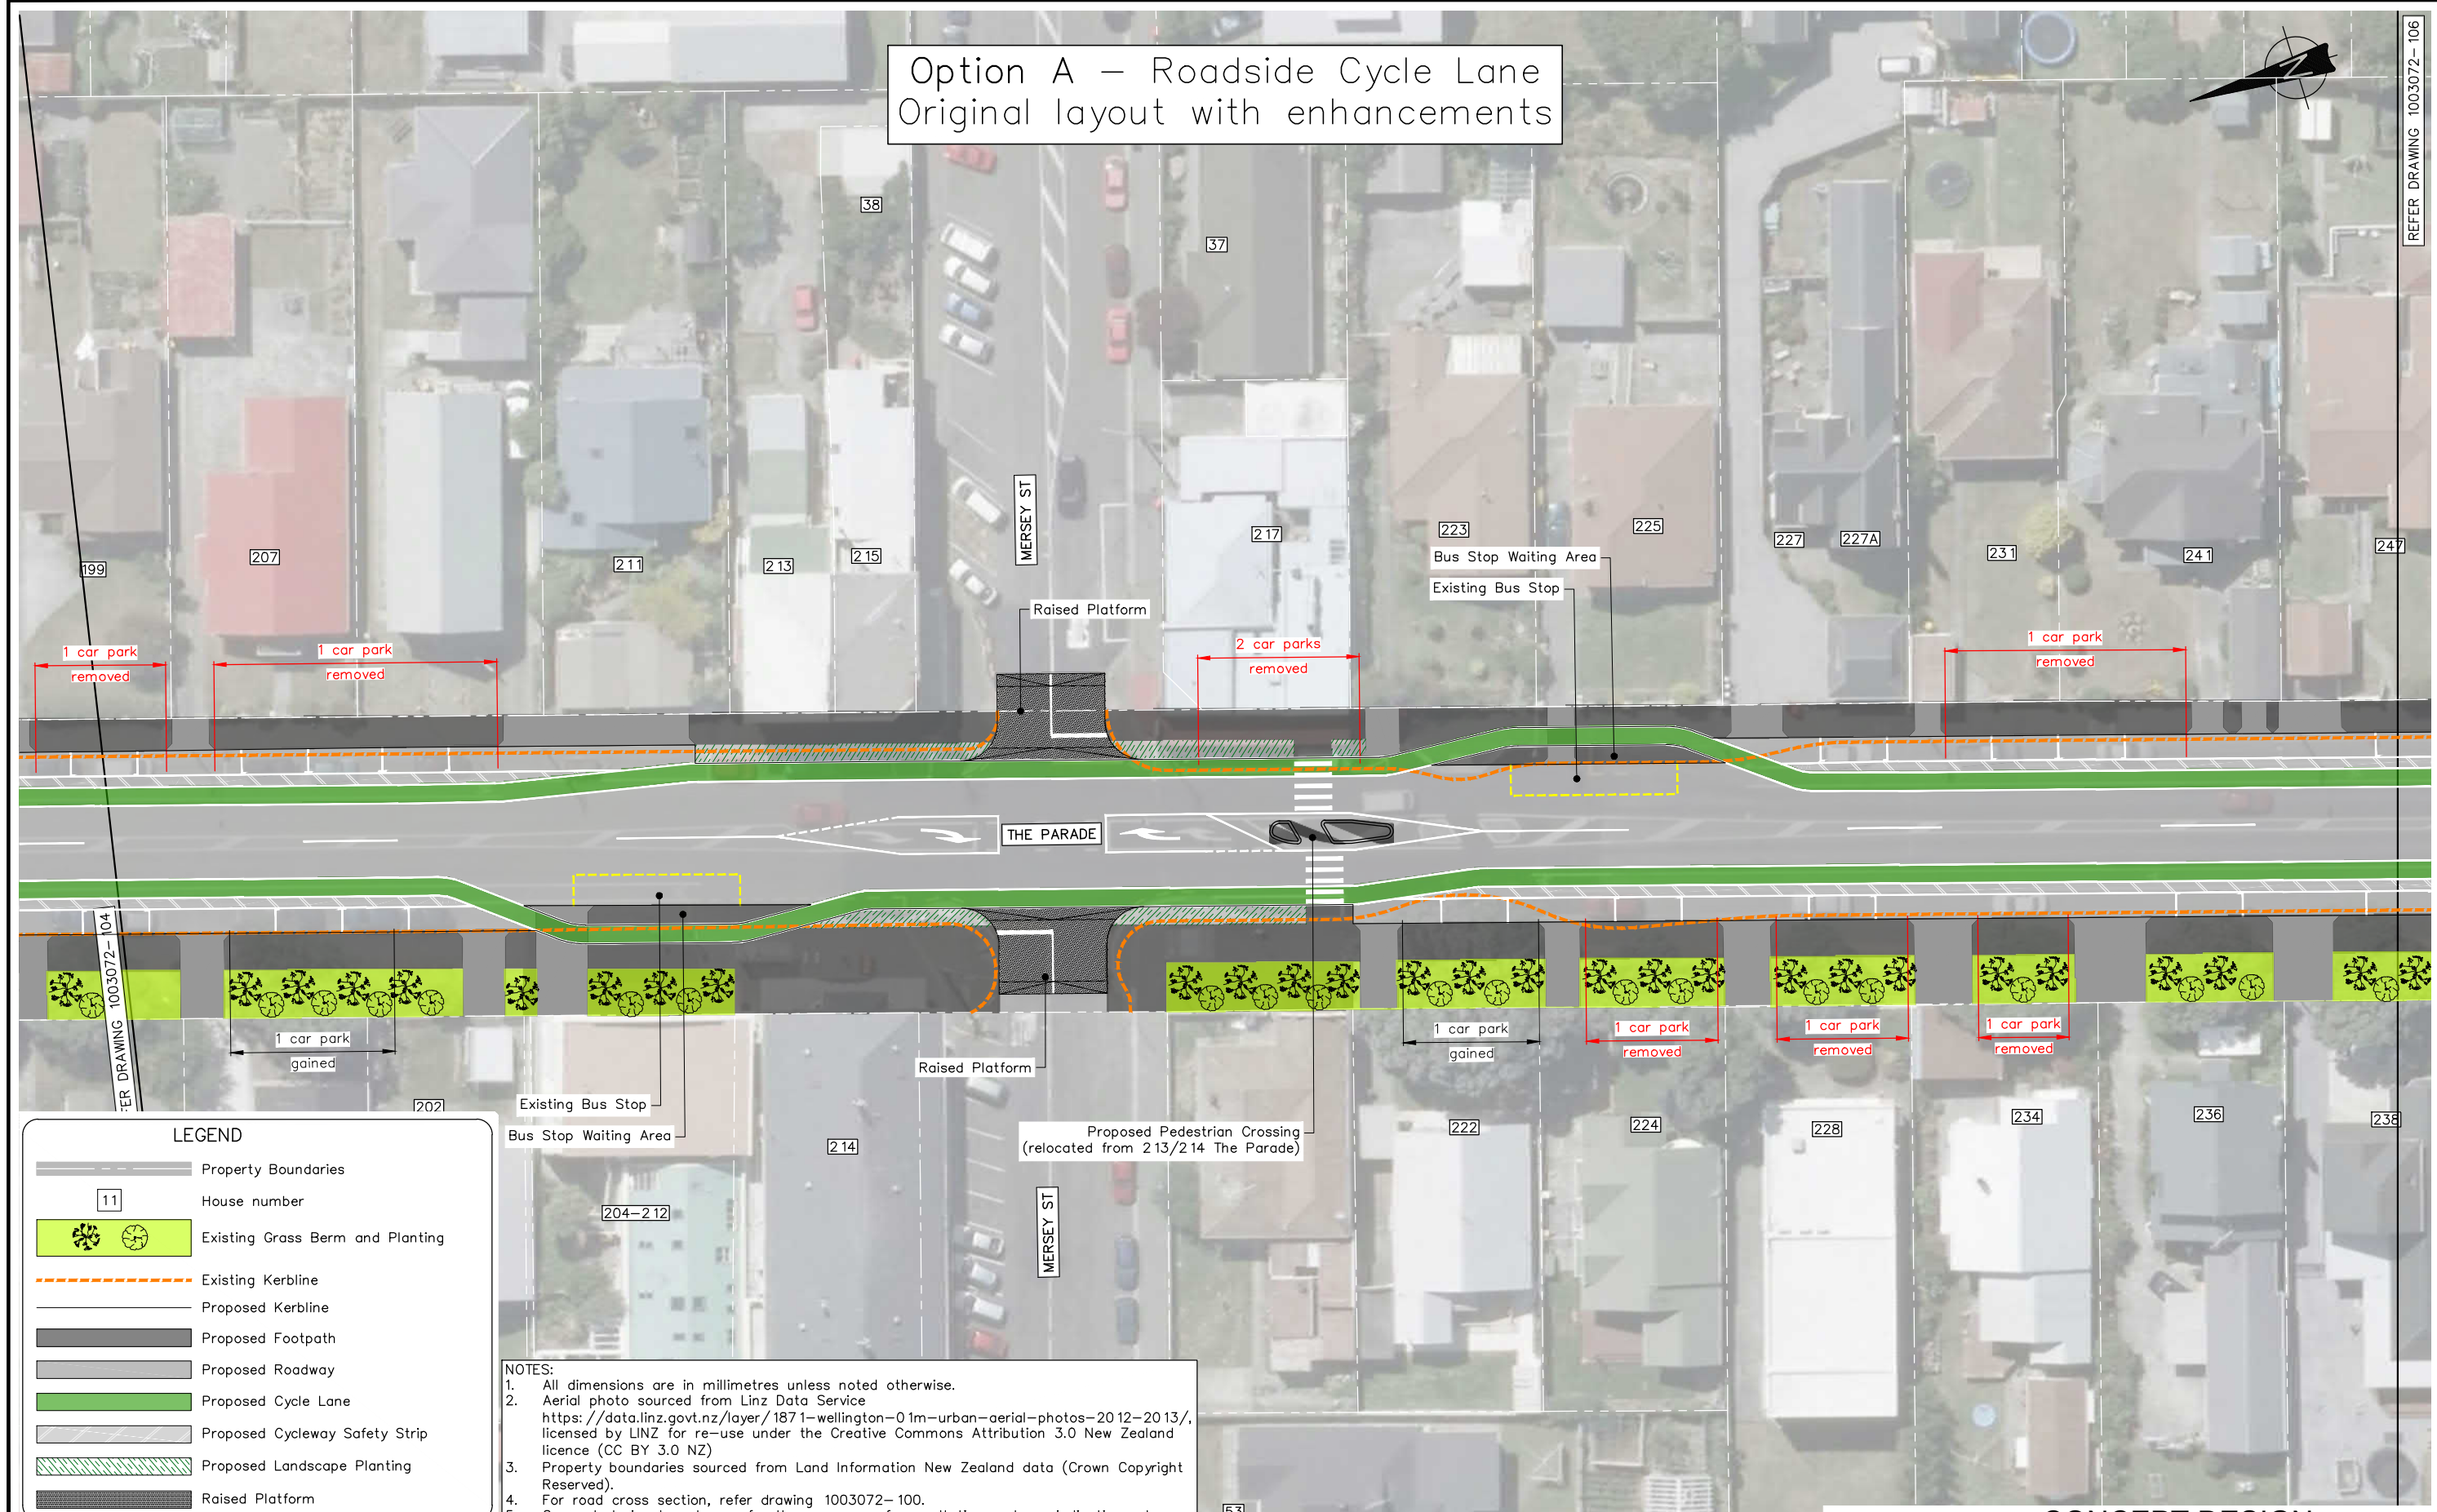 Option A – Roadside Cycle Lane
Original layout with enhancements
REFER DRAWING 1003072-106
N
38
37
MERSEY ST
199
207
211
213
215
217
223
225
227
227A
231
241
247
Bus Stop Waiting Area
Existing Bus Stop
Raised Platform
1 car park
removed
1 car park
removed
2 car parks
removed
1 car park
removed
THE PARADE
REFER DRAWING 1003072-104
1 car park
gained
1 car park
gained
1 car park
removed
1 car park
removed
1 car park
removed
Raised Platform
Existing Bus Stop
Bus Stop Waiting Area
Proposed Pedestrian Crossing
(relocated from 213/214 The Parade)
202
204-212
214
MERSEY ST
222
224
228
234
236
238
53
LEGEND
Property Boundaries
11
House number
Existing Grass Berm and Planting
Existing Kerbline
Proposed Kerbline
Proposed Footpath
Proposed Roadway
Proposed Cycle Lane
Proposed Cycleway Safety Strip
Proposed Landscape Planting
Raised Platform
NOTES:
1. All dimensions are in millimetres unless noted otherwise.
2. Aerial photo sourced from Linz Data Service
https://data.linz.govt.nz/layer/1871-wellington-01m-urban-aerial-photos-2012-2013/,
licensed by LINZ for re-use under the Creative Commons Attribution 3.0 New Zealand
licence (CC BY 3.0 NZ)
3. Property boundaries sourced from Land Information New Zealand data (Crown Copyright
Reserved).
4. For road cross section, refer drawing 1003072-100.
CONCEPT DESIGN